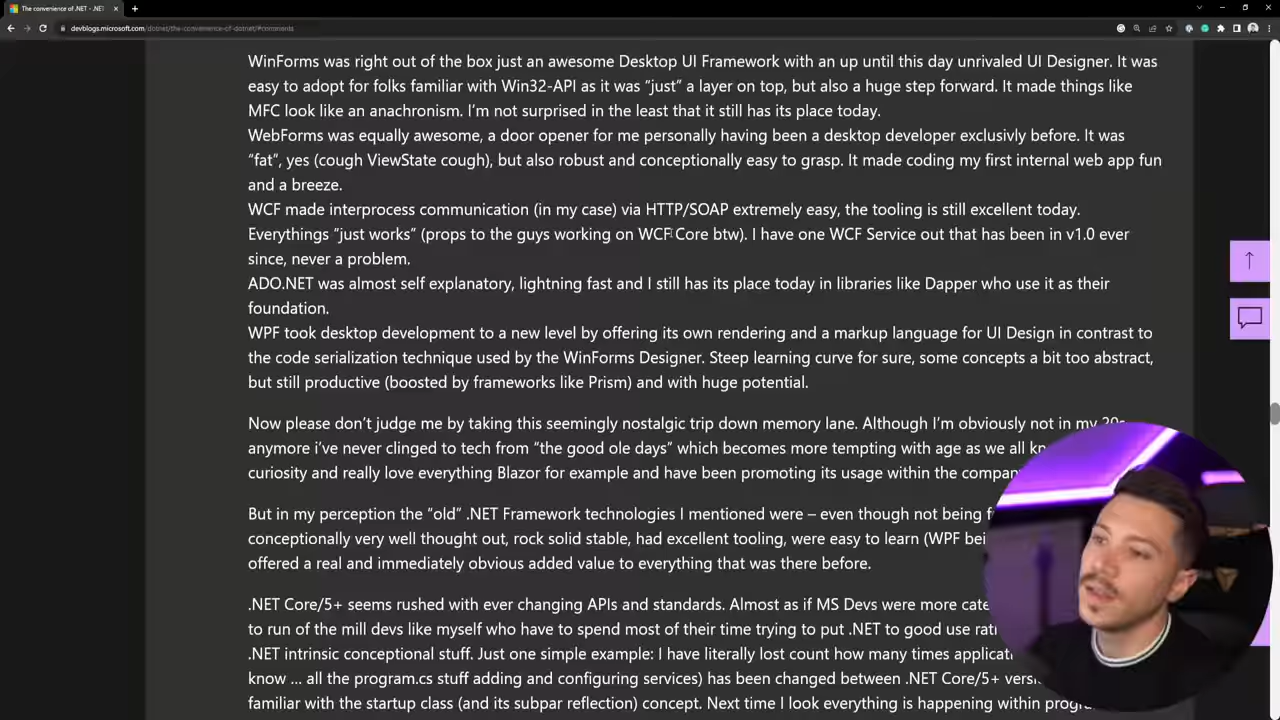 The convenience of .NET - .NET
devblogs.microsoft.com/dotnet/the-convenience-of-dotnet/#comments
WinForms was right out of the box just an awesome Desktop UI Framework with an up until this day unrivaled UI Designer. It was
easy to adopt for folks familiar with Win32-API as it was “just” a layer on top, but also a huge step forward. It made things like
MFC look like an anachronism. I’m not surprised in the least that it still has its place today.
WebForms was equally awesome, a door opener for me personally having been a desktop developer exclusivly before. It was
“fat”, yes (cough ViewState cough), but also robust and conceptionally easy to grasp. It made coding my first internal web app fun
and a breeze.
WCF made interprocess communication (in my case) via HTTP/SOAP extremely easy, the tooling is still excellent today.
Everythings “just works” (props to the guys working on WCF Core btw). I have one WCF Service out that has been in v1.0 ever
since, never a problem.
ADO.NET was almost self explanatory, lightning fast and I still has its place today in libraries like Dapper who use it as their
foundation.
WPF took desktop development to a new level by offering its own rendering and a markup language for UI Design in contrast to
the code serialization technique used by the WinForms Designer. Steep learning curve for sure, some concepts a bit too abstract,
but still productive (boosted by frameworks like Prism) and with huge potential.
Now please don’t judge me by taking this seemingly nostalgic trip down memory lane. Although I’m obviously not in my 20s
anymore i’ve never clinged to tech from “the good ole days” which becomes more tempting with age as we all
curiosity and really love everything Blazor for example and have been promoting its usage within the
But in my perception the “old” .NET Framework technologies I mentioned were – even though not being
conceptionally very well thought out, rock solid stable, had excellent tooling, were easy to learn (WPF
offered a real and immediately obvious added value to everything that was there before.
.NET Core/5+ seems rushed with ever changing APIs and standards. Almost as if MS Devs were more
to run of the mill devs like myself who have to spend most of their time trying to put .NET to good use
.NET intrinsic conceptional stuff. Just one simple example: I have literally lost count how many times
know ... all the program.cs stuff adding and configuring services) has been changed between .NET Core/5+
familiar with the startup class (and its subpar reflection) concept. Next time I look everything is happening within